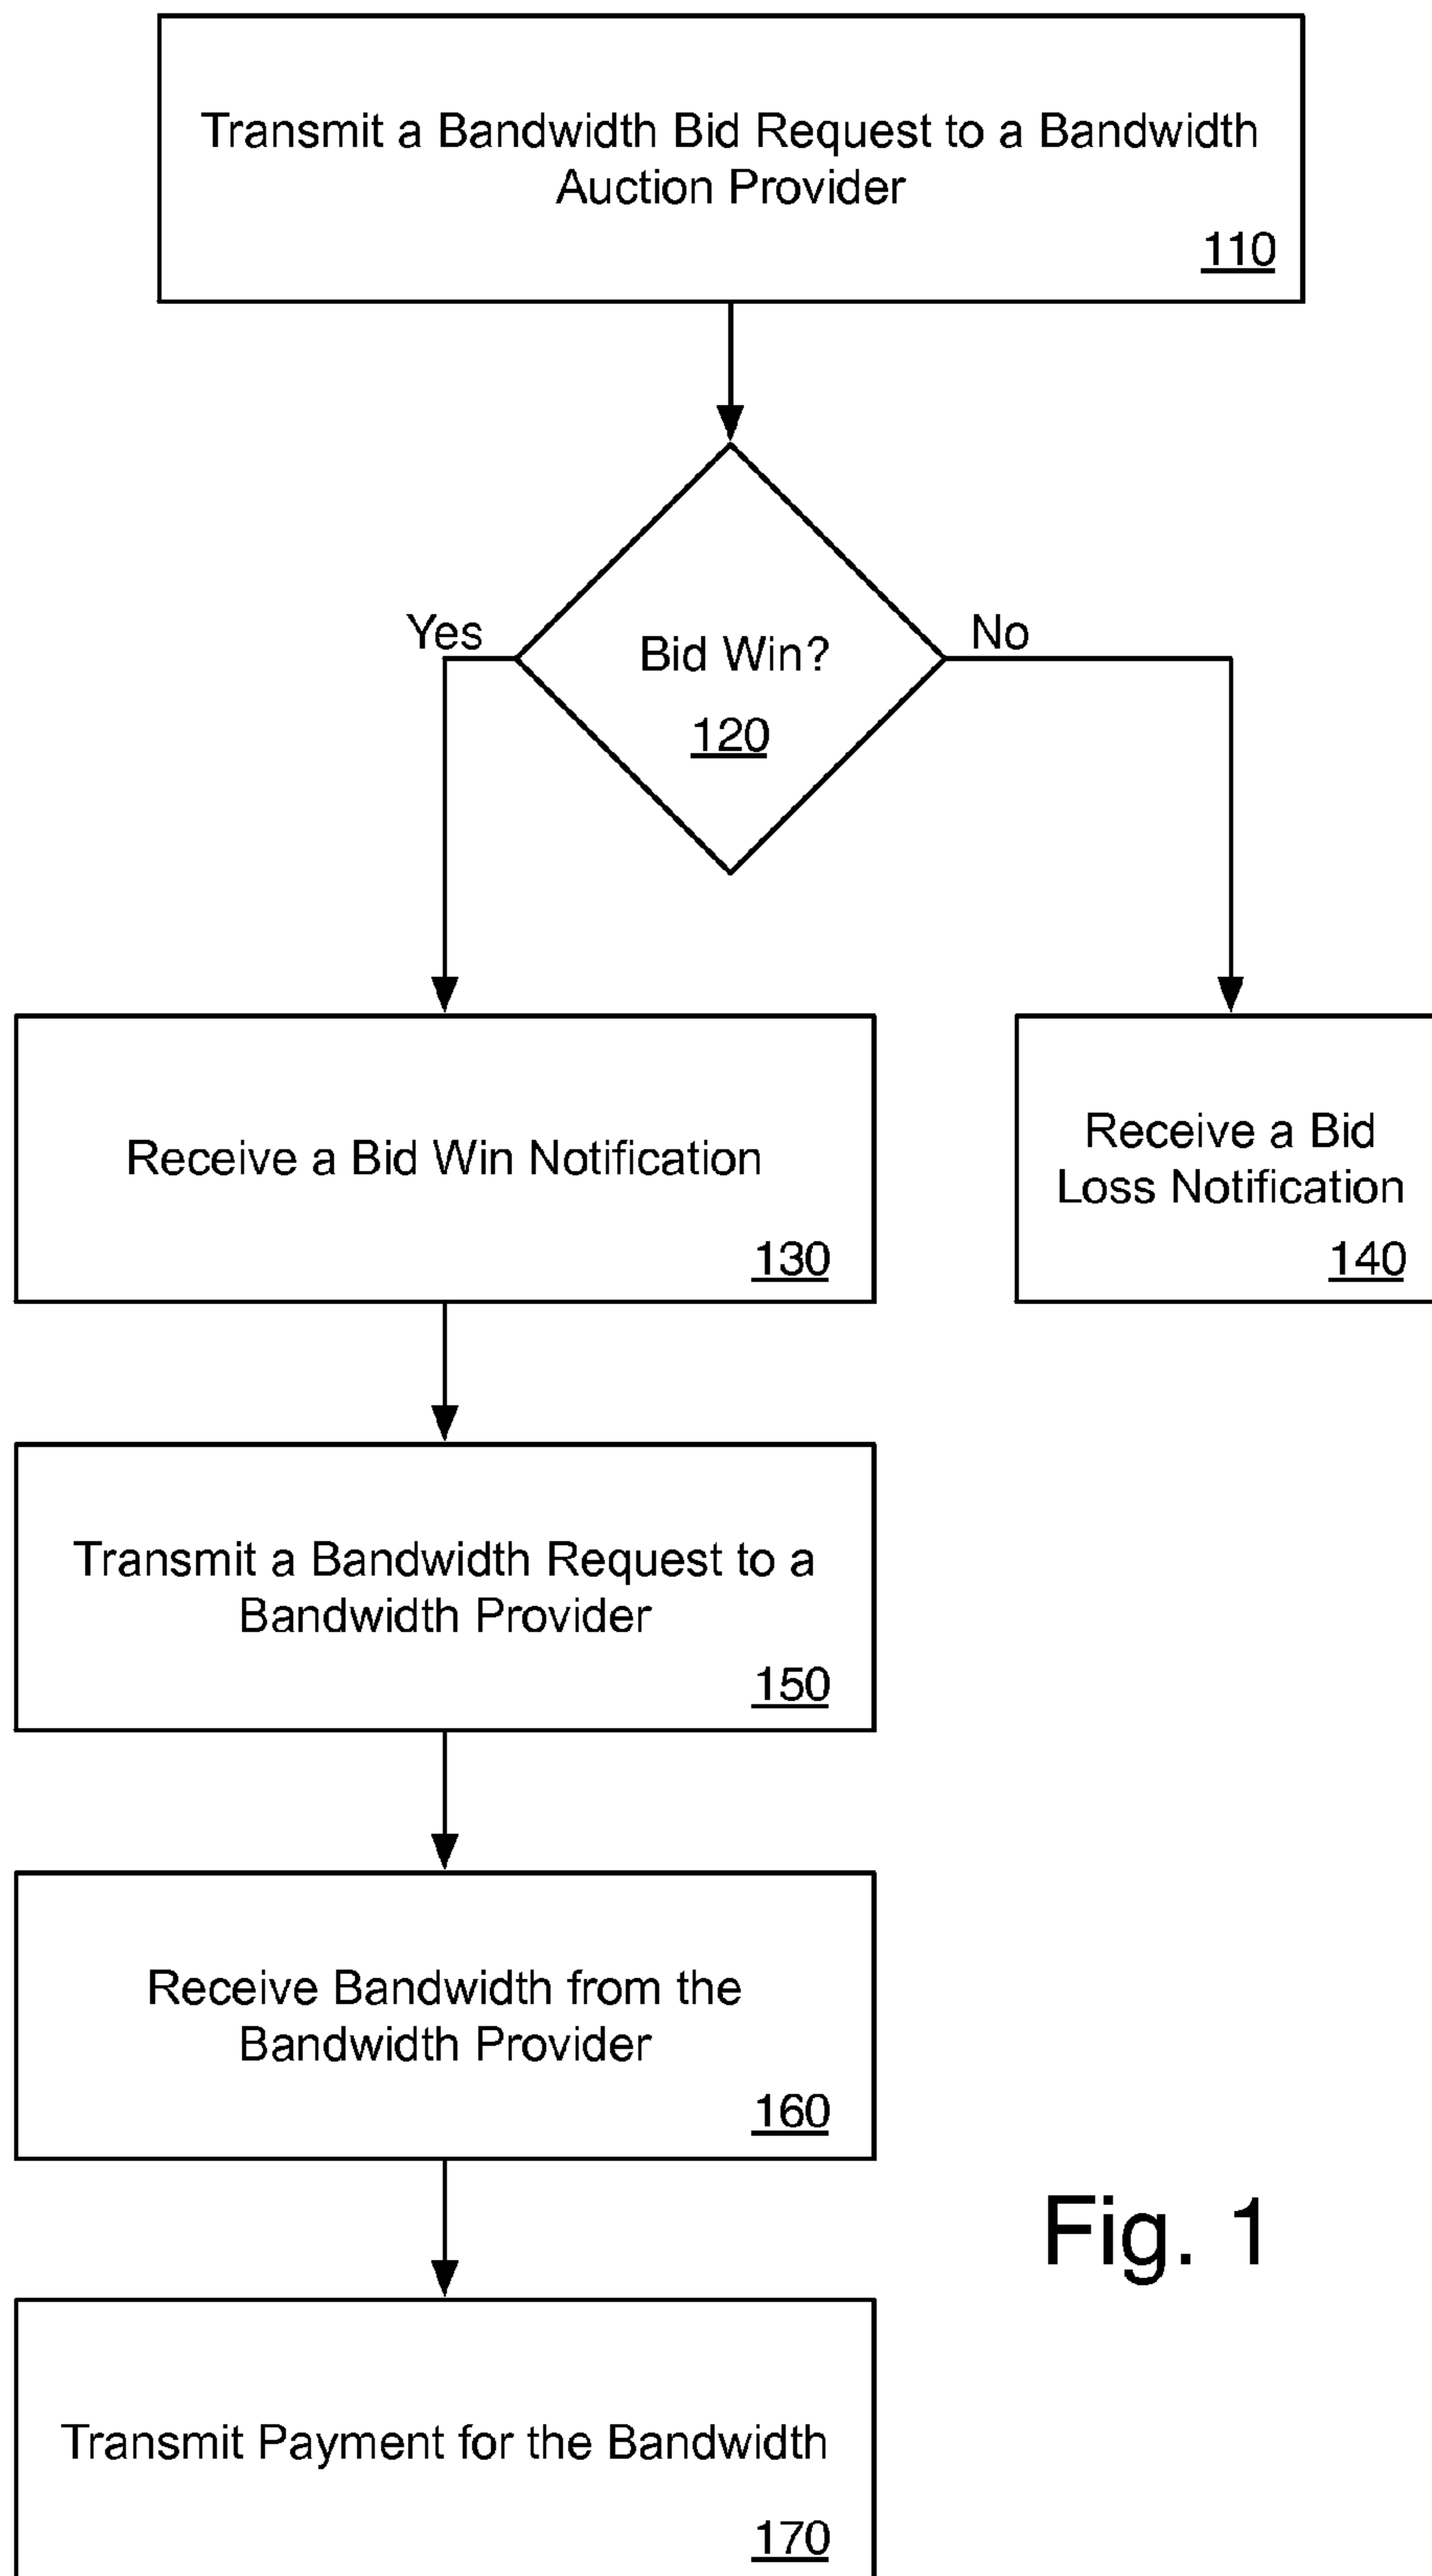 Transmit a Bandwidth Bid Request to a Bandwidth
Auction Provider
110
Yes
No
Bid Win?
120
Receive a Bid Win Notification
130
Receive a Bid
Loss Notification
140
Transmit a Bandwidth Request to a
Bandwidth Provider
150
Receive Bandwidth from the
Bandwidth Provider
160
Fig. 1
Transmit Payment for the Bandwidth
170